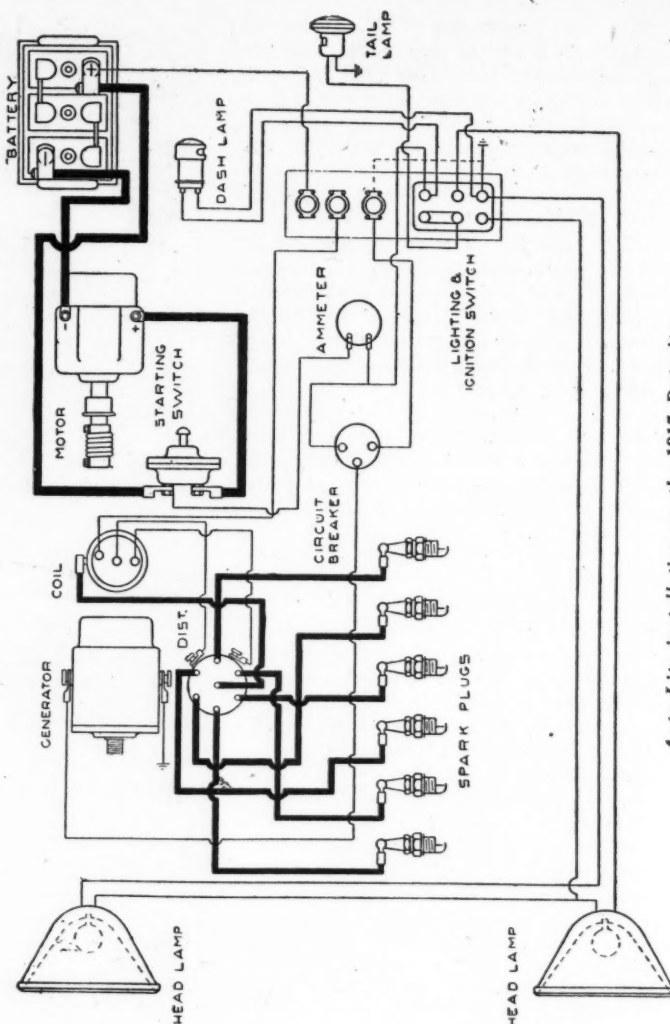 BATTERY
TAIL
LAMP
DASH LAMP
MOTOR
- +
STARTING
SWITCH
AMMETER
LIGHTING &
IGNITION SWITCH
COIL
CIRCUIT
BREAKER
DIST.
GENERATOR
SPARK PLUGS
HEAD LAMP
HEAD LAMP